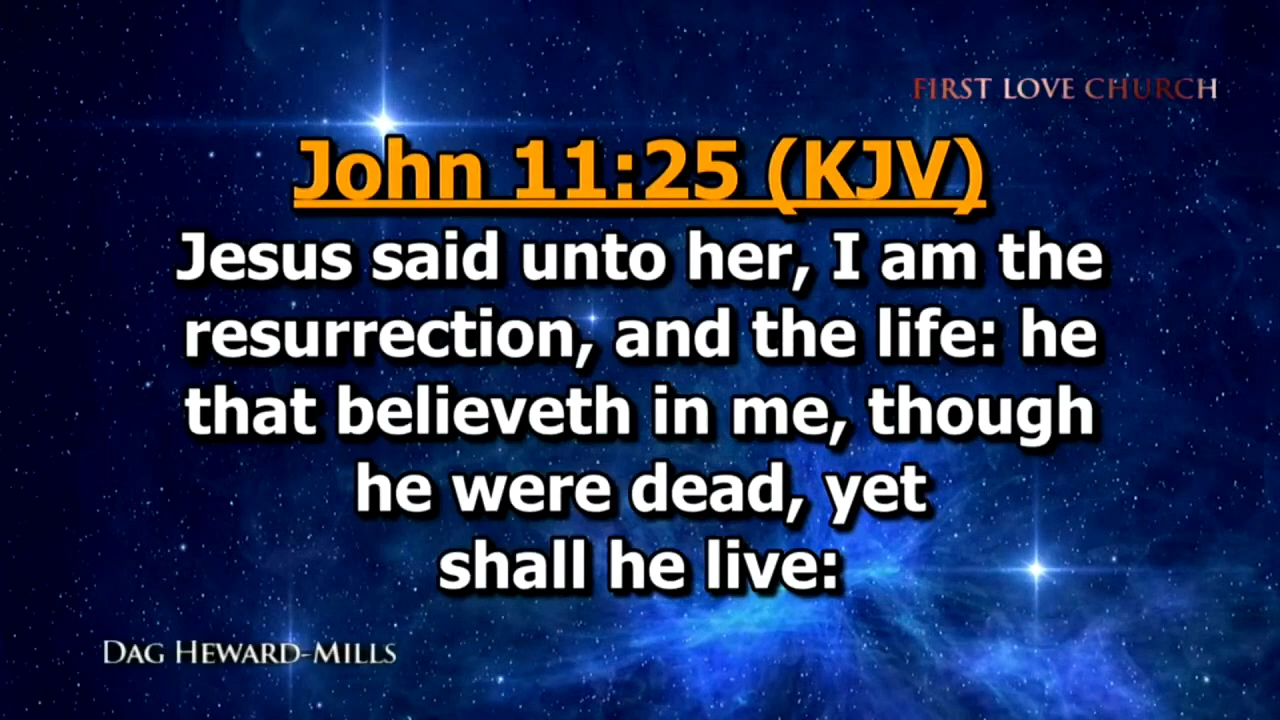 FIRST LOVE CHURCH
John 11:25 (KJV)
Jesus said unto her, I am the
resurrection, and the life: he
that believeth in me, though
he were dead, yet
shall he live:
DAG HEWARD-MILLS